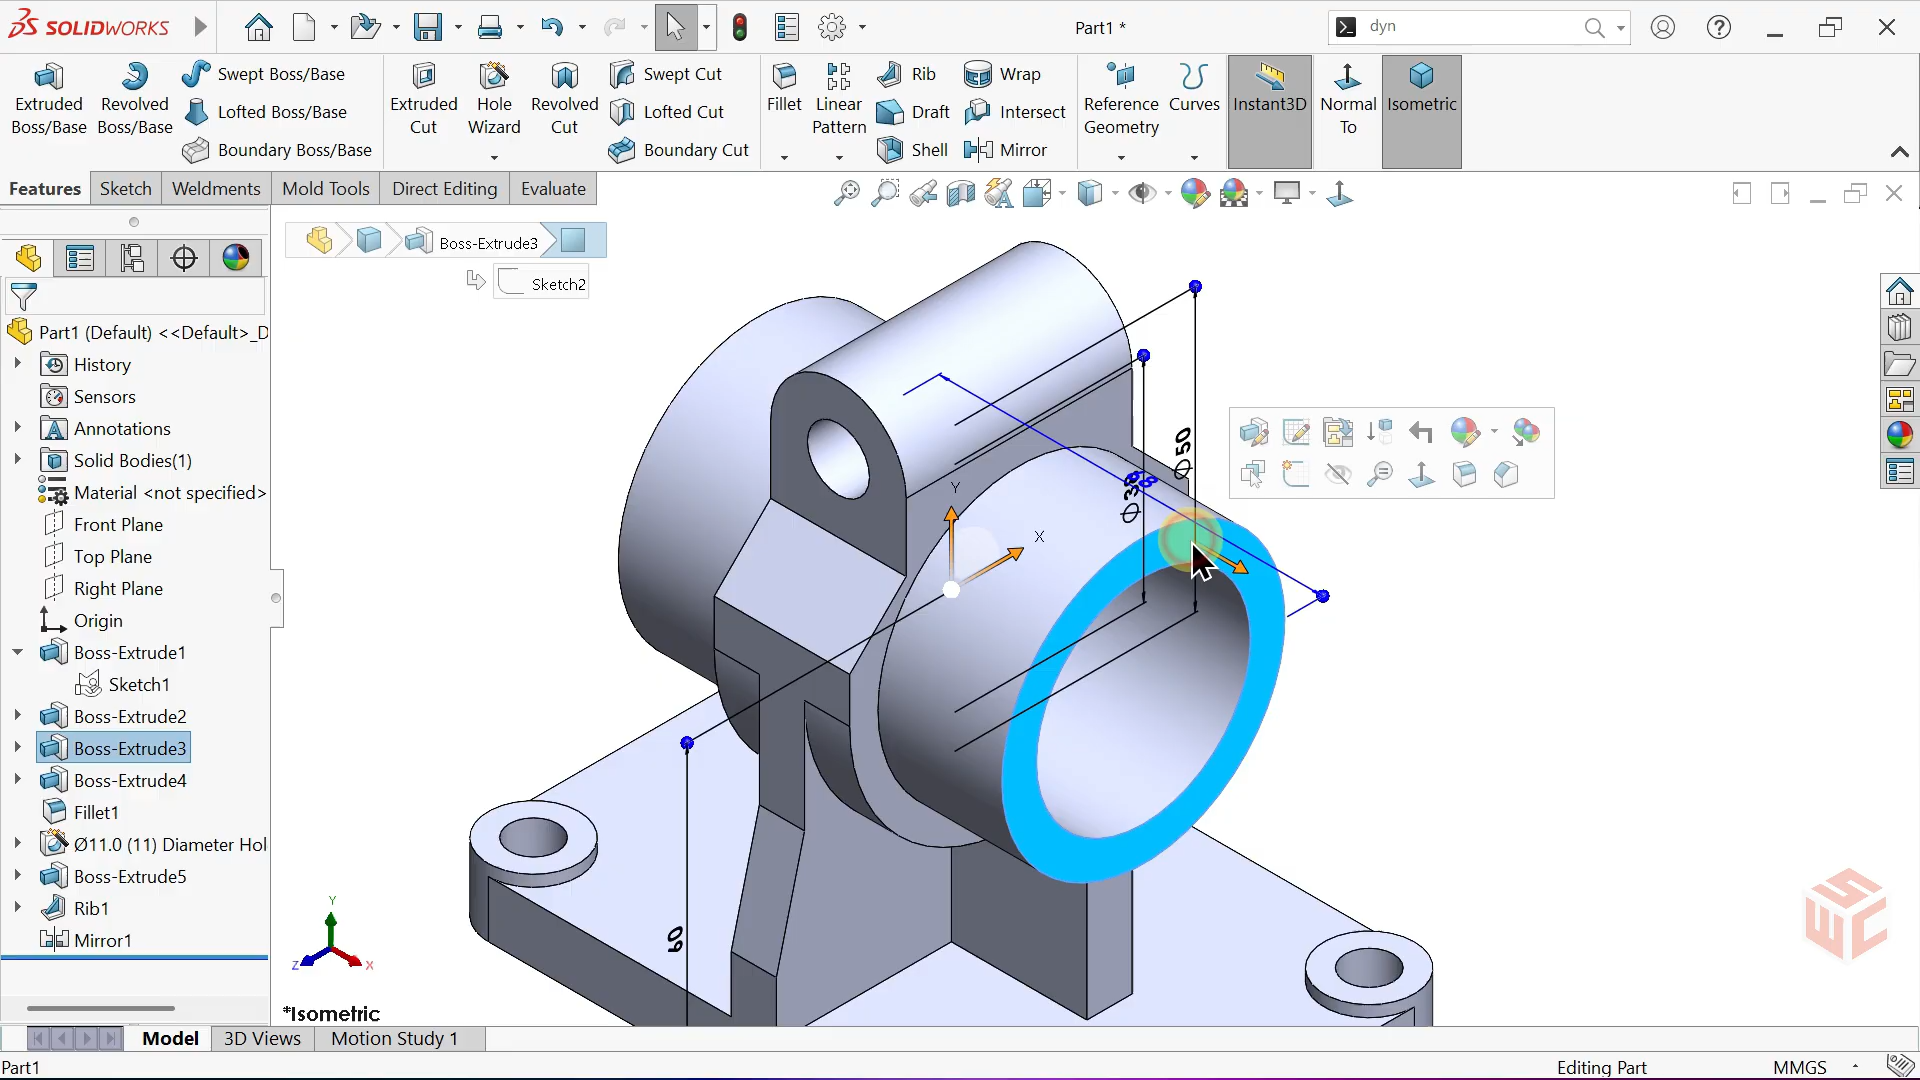 SOLIDWORKS
Part1 *
dyn
Extruded Boss/Base
Revolved Boss/Base
Swept Boss/Base
Lofted Boss/Base
Boundary Boss/Base
Extruded Cut
Hole Wizard
Revolved Cut
Swept Cut
Lofted Cut
Boundary Cut
Fillet
Linear Pattern
Rib
Draft
Shell
Wrap
Intersect
Mirror
Reference Geometry
Curves
Instant3D
Normal To
Isometric
Features
Sketch
Weldments
Mold Tools
Direct Editing
Evaluate
Boss-Extrude3
Sketch2
Part1 (Default) <<Default>_D
History
Sensors
Annotations
Solid Bodies(1)
Material <not specified>
Front Plane
Top Plane
Right Plane
Origin
Boss-Extrude1
Sketch1
Boss-Extrude2
Boss-Extrude3
Boss-Extrude4
Fillet1
Ø11.0 (11) Diameter Hol
Boss-Extrude5
Rib1
Mirror1
Ø50
Y
X
60
Y
Z
X
*Isometric
SWC
Model
3D Views
Motion Study 1
Part1
Editing Part
MMGS